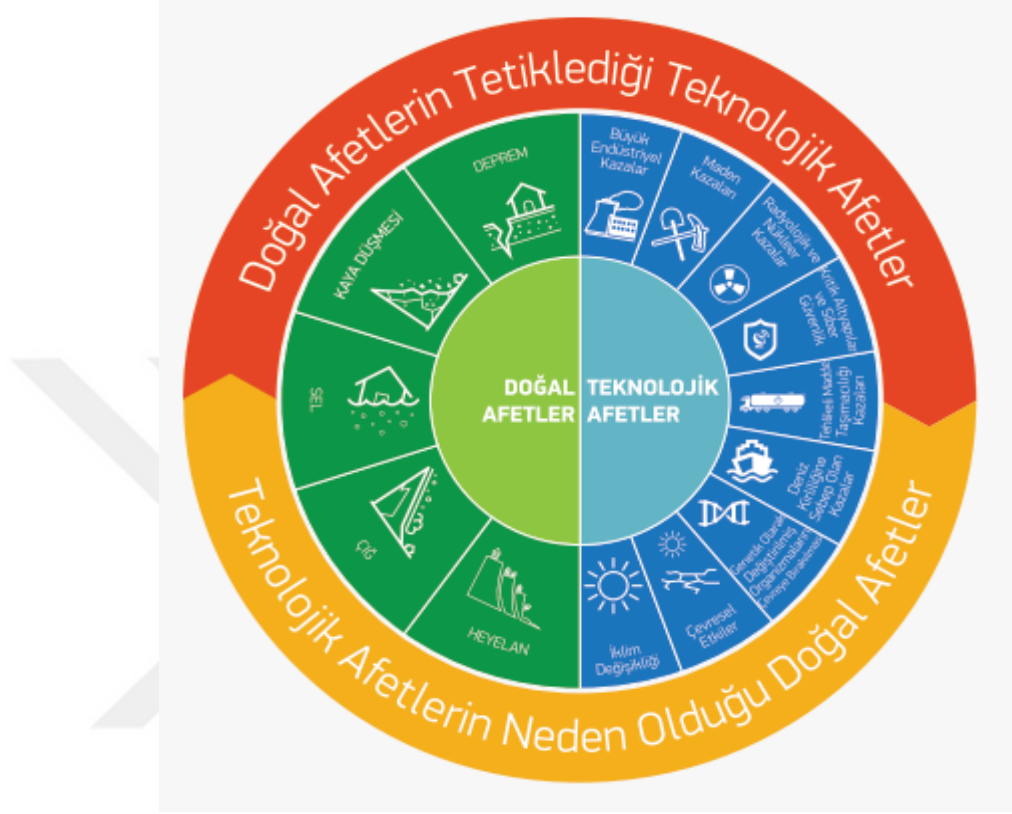 Doğal Afetlerin Tetiklediği Teknolojik Afetler
DEPREM
KAYA DÜŞMESİ
SEL
ÇIĞ
HEYELAN
DOĞAL
AFETLER
TEKNOLOJİK
AFETLER
Büyük
Endüstriyel
Kazalar
Maden
Kazaları
Radyolojik ve
Nükleer
Kazalar
Kritik Altyapılar
ve Siber
Güvenlik
Tehlikeli Madde
Taşımacılığı
Kazaları
Deniz
Kirliliğine
Sebep Olan
Kazalar
Genetik Olarak
Değiştirilmiş
Organizmaların
Çevreye Bırakılması
Çevresel
Etkiler
İklim
Değişikliği
Teknolojik Afetlerin Neden Olduğu Doğal Afetler